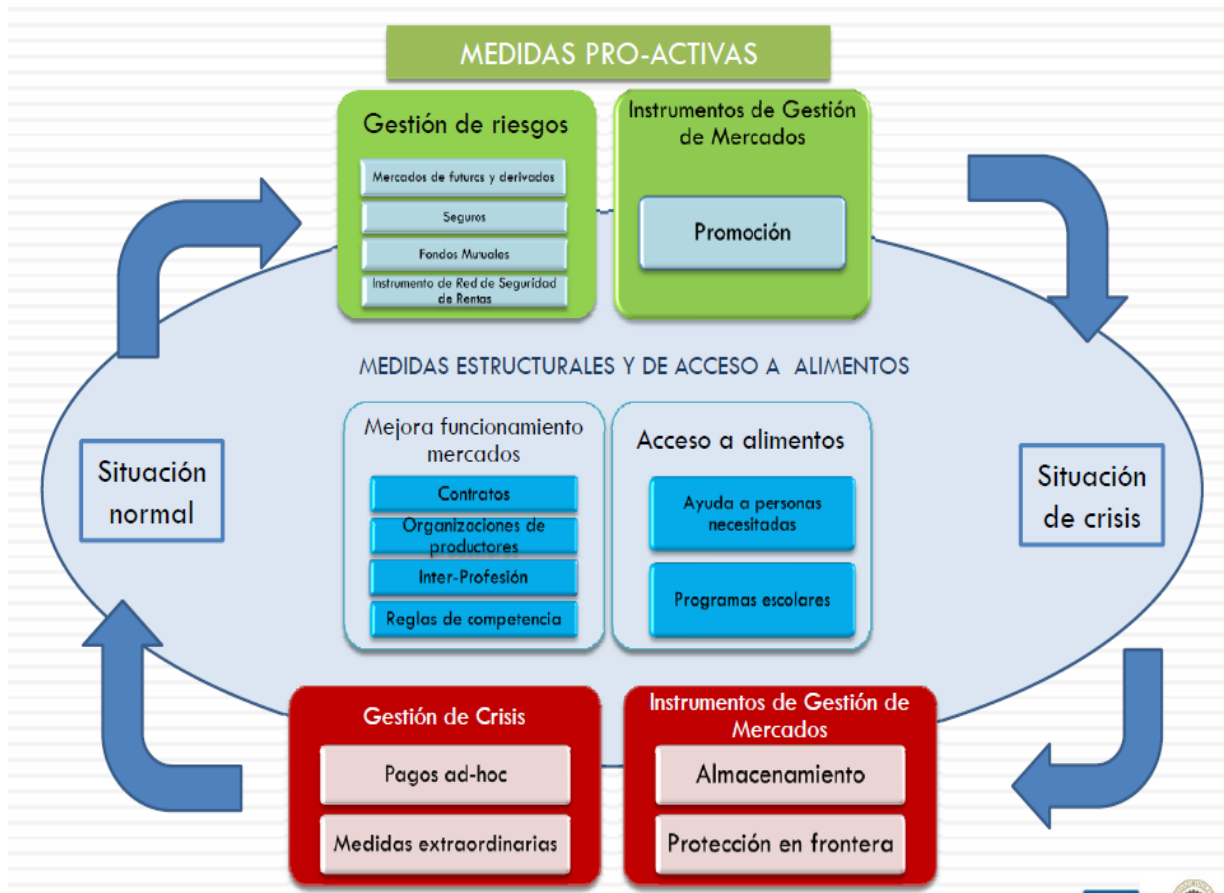 MEDIDAS PRO-ACTIVAS
Gestión de riesgos
Mercados de futurcs y derivados
Seguros
Fondos Mutuales
Instrumento de Red de Seguridad
de Rentas
Instrumentos de Gestión
de Mercados
Promoción
MEDIDAS ESTRUCTURALES Y DE ACCESO A ALIMENTOS
Situación
normal
Mejora funcionamiento
mercados
Contratos
Organizaciones de
productores
Inter-Profesión
Reglas de competencia
Acceso a alimentos
Ayuda a personas
necesitadas
Programas escolares
Situación
de crisis
Gestión de Crisis
Pagos ad-hoc
Medidas extraordinarias
Instrumentos de Gestión de
Mercados
Almacenamiento
Protección en frontera